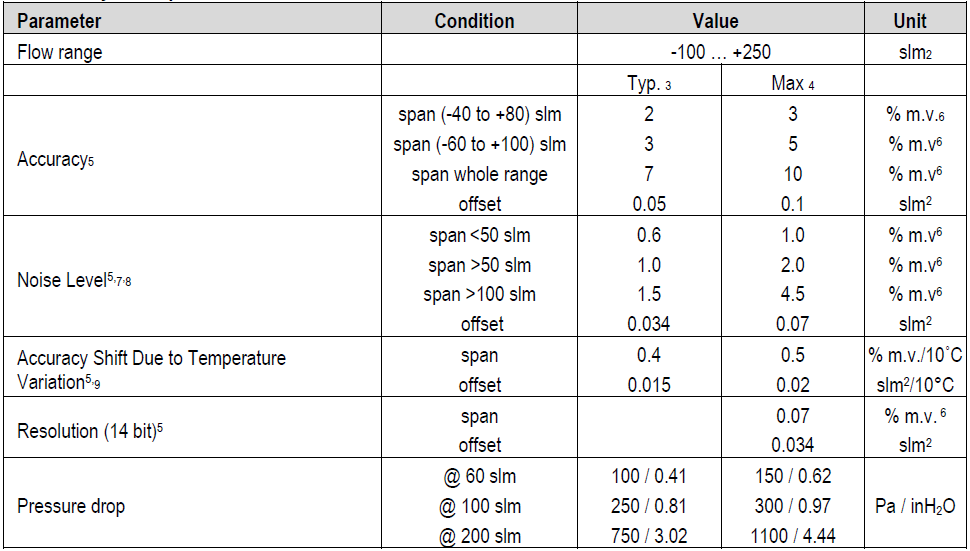 Parameter Condition Value Unit
Flow range -100 … +250 slm2
Typ. 3 Max 4
Accuracy5
span (-40 to +80) slm 2 3 % m.v.6
span (-60 to +100) slm 3 5 % m.v⁶
span whole range 7 10 % m.v⁶
offset 0.05 0.1 slm²
Noise Level⁵,7,⁸
span <50 slm 0.6 1.0 % m.v⁶
span >50 slm 1.0 2.0 % m.v⁶
span >100 slm 1.5 4.5 % m.v⁶
offset 0.034 0.07 slm²
Accuracy Shift Due to Temperature
Variation⁵,9
span 0.4 0.5 % m.v./10˚C
offset 0.015 0.02 slm²/10°C
Resolution (14 bit)⁵
span 0.07 % m.v. ⁶
offset 0.034 slm²
Pressure drop
@ 60 slm 100 / 0.41 150 / 0.62
@ 100 slm 250 / 0.81 300 / 0.97 Pa / inH₂O
@ 200 slm 750 / 3.02 1100 / 4.44